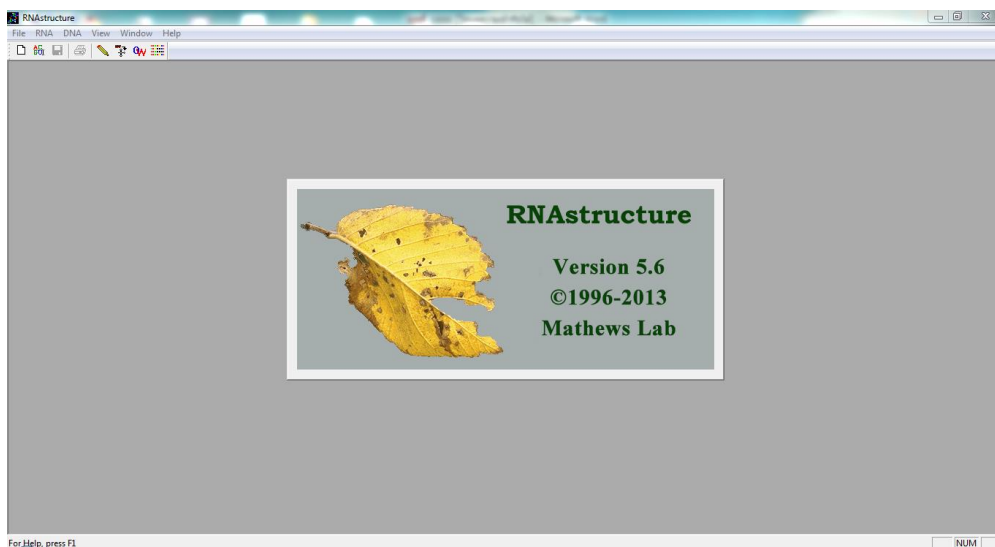 RNAstructure
File RNA DNA View Window Help
RNAstructure
Version 5.6
©1996-2013
Mathews Lab
For Help, press F1
NUM